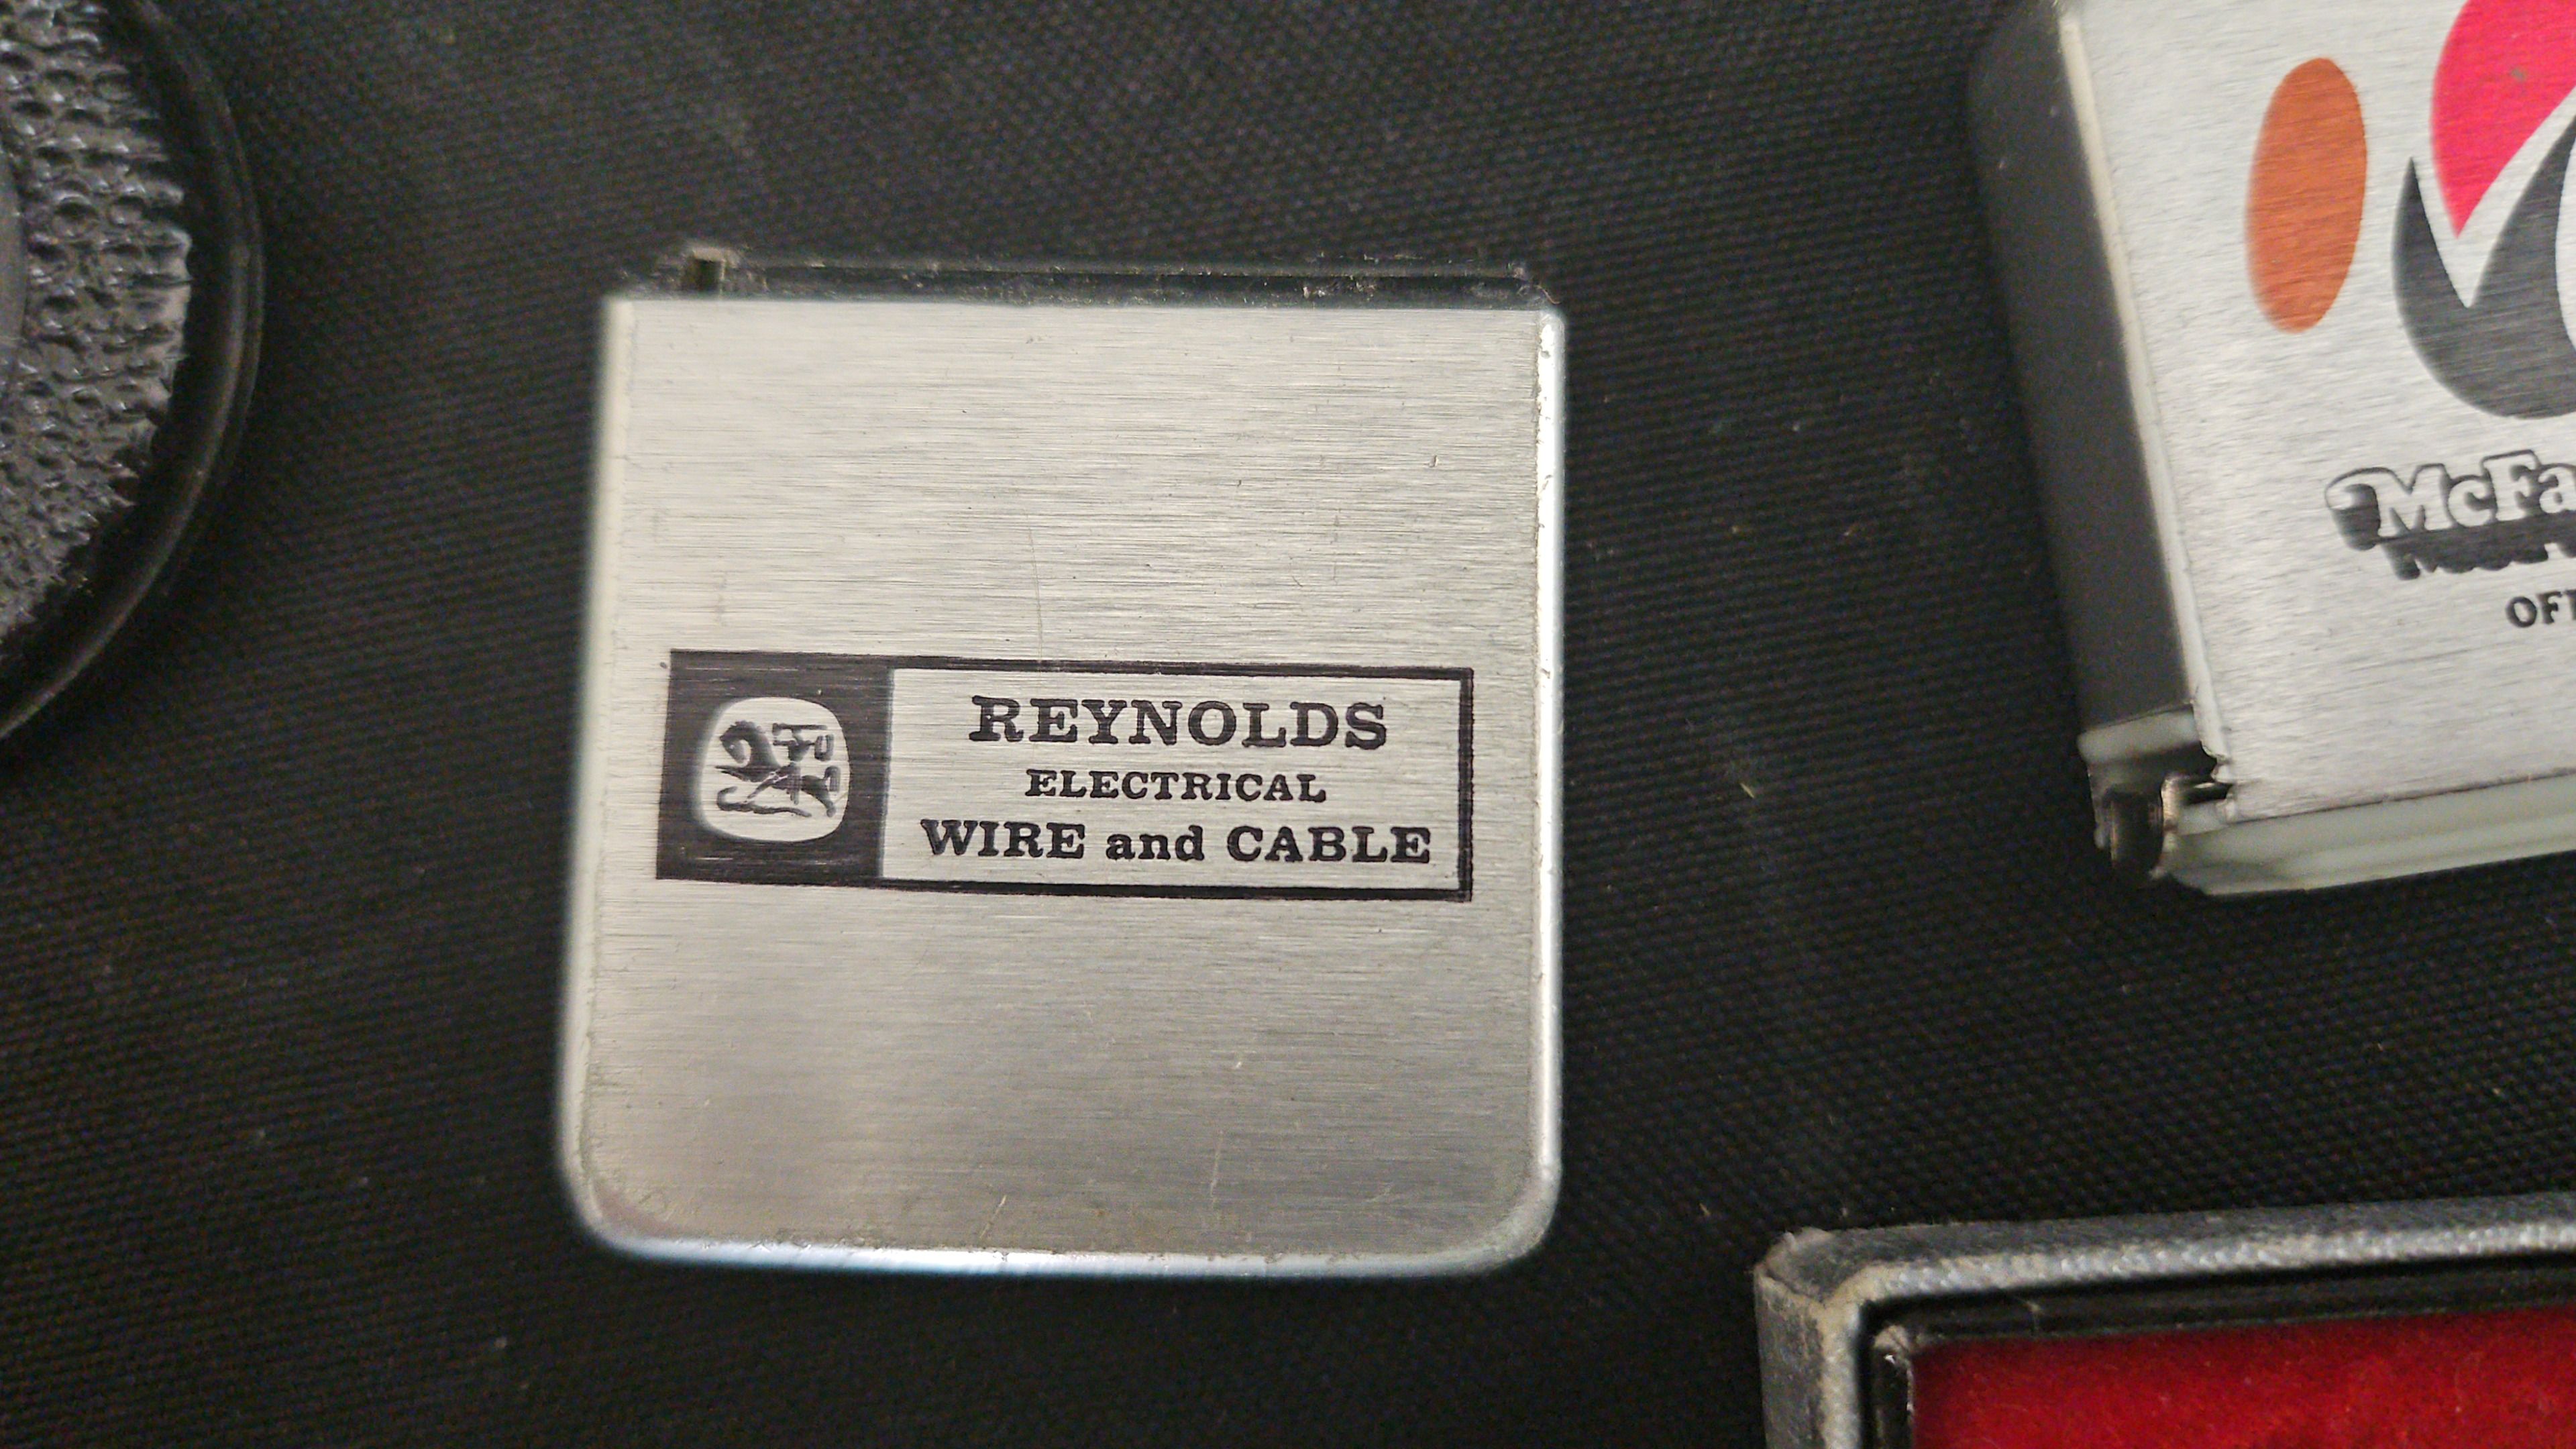 REYNOLDS
ELECTRICAL
WIRE and CABLE